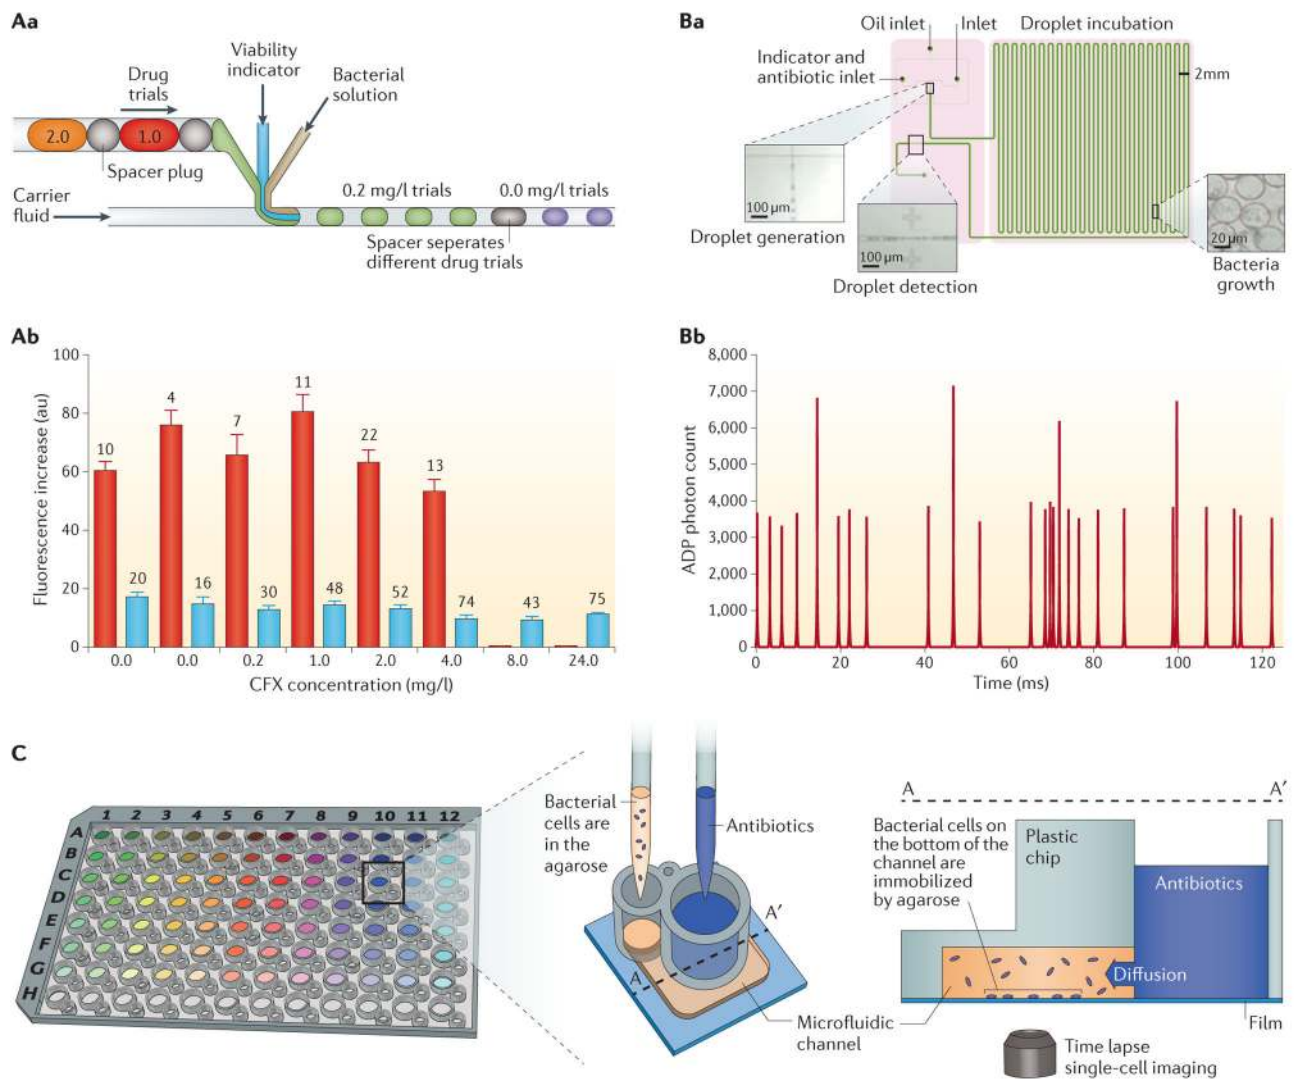 Aa
Viability
indicator
Drug
trials
Bacterial
solution
2.0
1.0
Spacer plug
Carrier
fluid
0.2 mg/l trials
0.0 mg/l trials
Spacer seperates
different drug trials
Ba
Oil inlet
Inlet
Droplet incubation
Indicator and
antibiotic inlet
2mm
100 μm
Droplet generation
100 μm
Droplet detection
20 μm
Bacteria
growth
Ab
Fluorescence increase (au)
100
80
60
40
20
0
10
20
4
16
7
30
11
48
22
52
13
74
43
75
0.0
0.0
0.2
1.0
2.0
4.0
8.0
24.0
CFX concentration (mg/l)
Bb
ADP photon count
8,000
7,000
6,000
5,000
4,000
3,000
2,000
1,000
0
0
20
40
60
80
100
120
Time (ms)
C
1 2 3 4 5 6 7 8 9 10 11 12
A
B
C
D
E
F
G
H
Bacterial
cells are
in the
agarose
Antibiotics
A
A′
Microfluidic
channel
A
A′
Bacterial cells on
the bottom of the
channel are
immobilized
by agarose
Plastic
chip
Antibiotics
Diffusion
Film
Time lapse
single-cell imaging